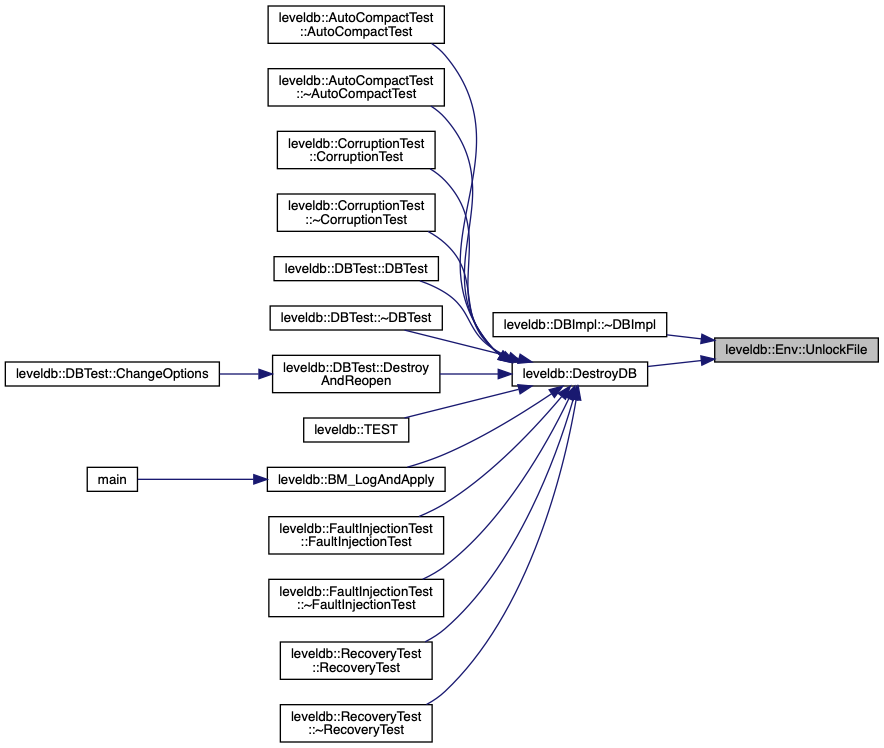 leveldb::AutoCompactTest
::AutoCompactTest
leveldb::AutoCompactTest
::~AutoCompactTest
leveldb::CorruptionTest
::CorruptionTest
leveldb::CorruptionTest
::~CorruptionTest
leveldb::DBTest::DBTest
leveldb::DBTest::~DBTest
leveldb::DBImpl::~DBImpl
leveldb::Env::UnlockFile
leveldb::DBTest::ChangeOptions
leveldb::DBTest::Destroy
AndReopen
leveldb::DestroyDB
leveldb::TEST
main
leveldb::BM_LogAndApply
leveldb::FaultInjectionTest
::FaultInjectionTest
leveldb::FaultInjectionTest
::~FaultInjectionTest
leveldb::RecoveryTest
::RecoveryTest
leveldb::RecoveryTest
::~RecoveryTest